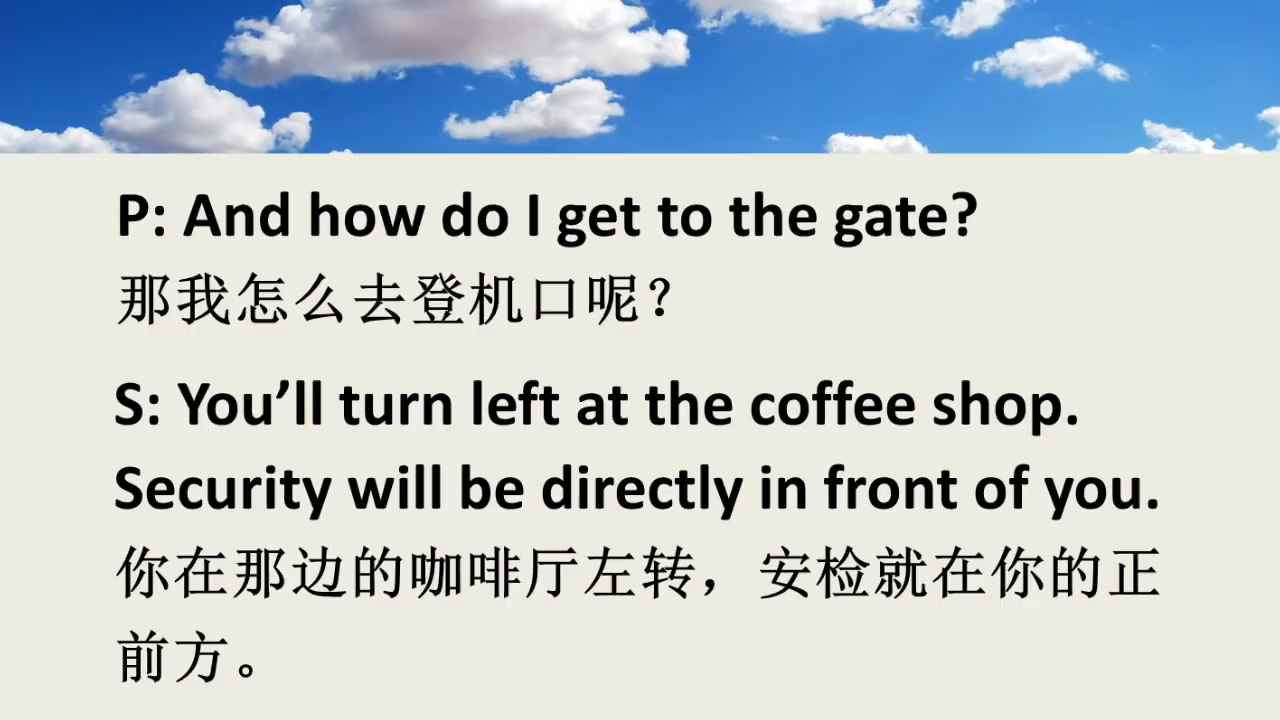 P: And how do I get to the gate?
那我怎么去登机口呢？
S: You’ll turn left at the coffee shop.
Security will be directly in front of you.
你在那边的咖啡厅左转，安检就在你的正
前方。